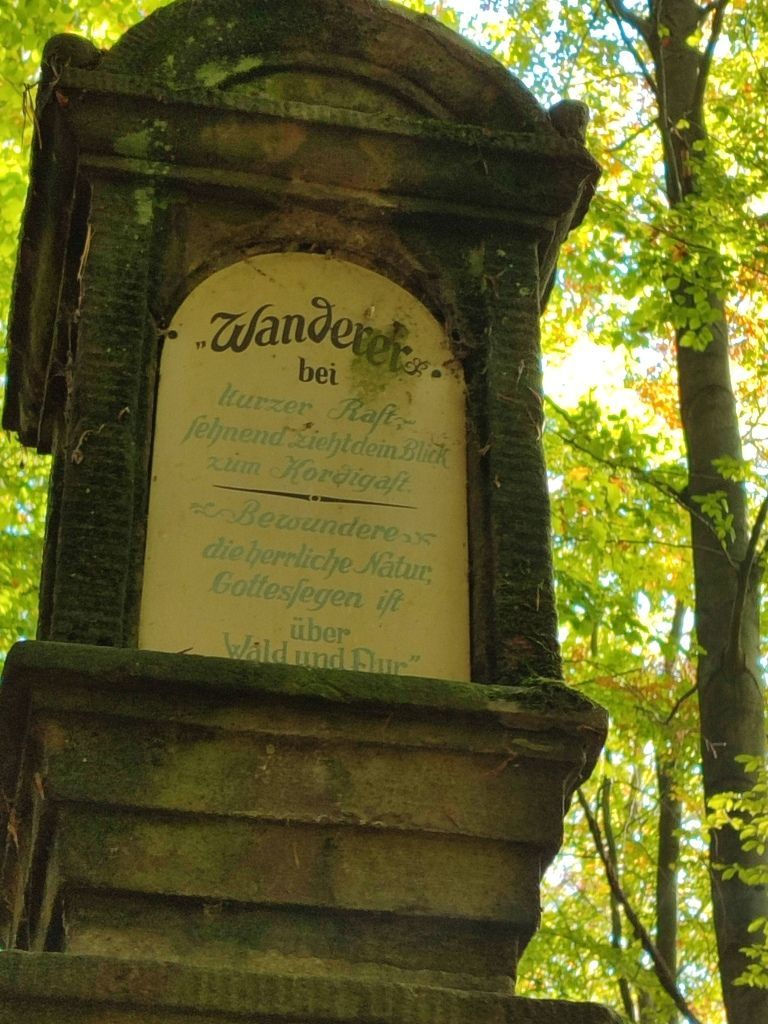 „Wanderer
bei
kurzer Raſt
ſehnend zieht dein Blick
zum Kordigaſt.
Bewundere
die herrliche Natur,
Gottesſegen iſt
über
Wald und Flur"